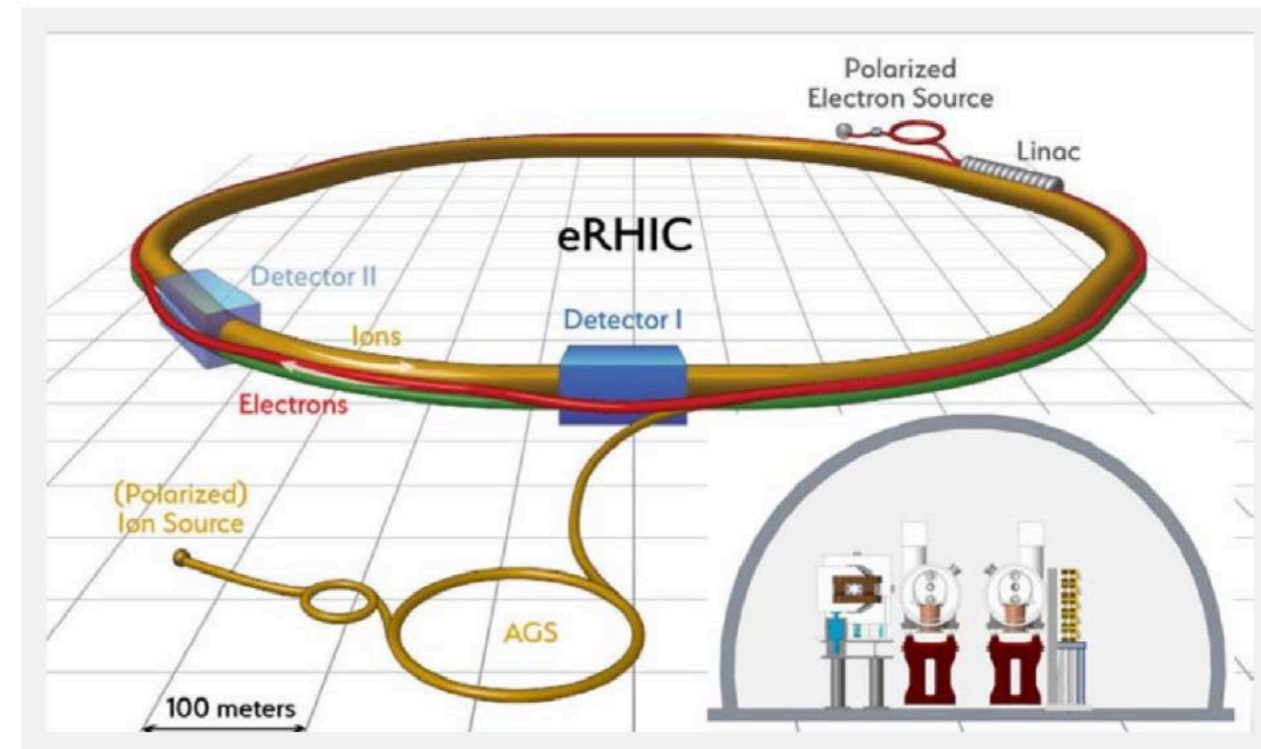 Polarized
Electron Source
Linac
eRHIC
Detector II
Detector I
Ions
Electrons
(Polarized)
Ion Source
AGS
100 meters